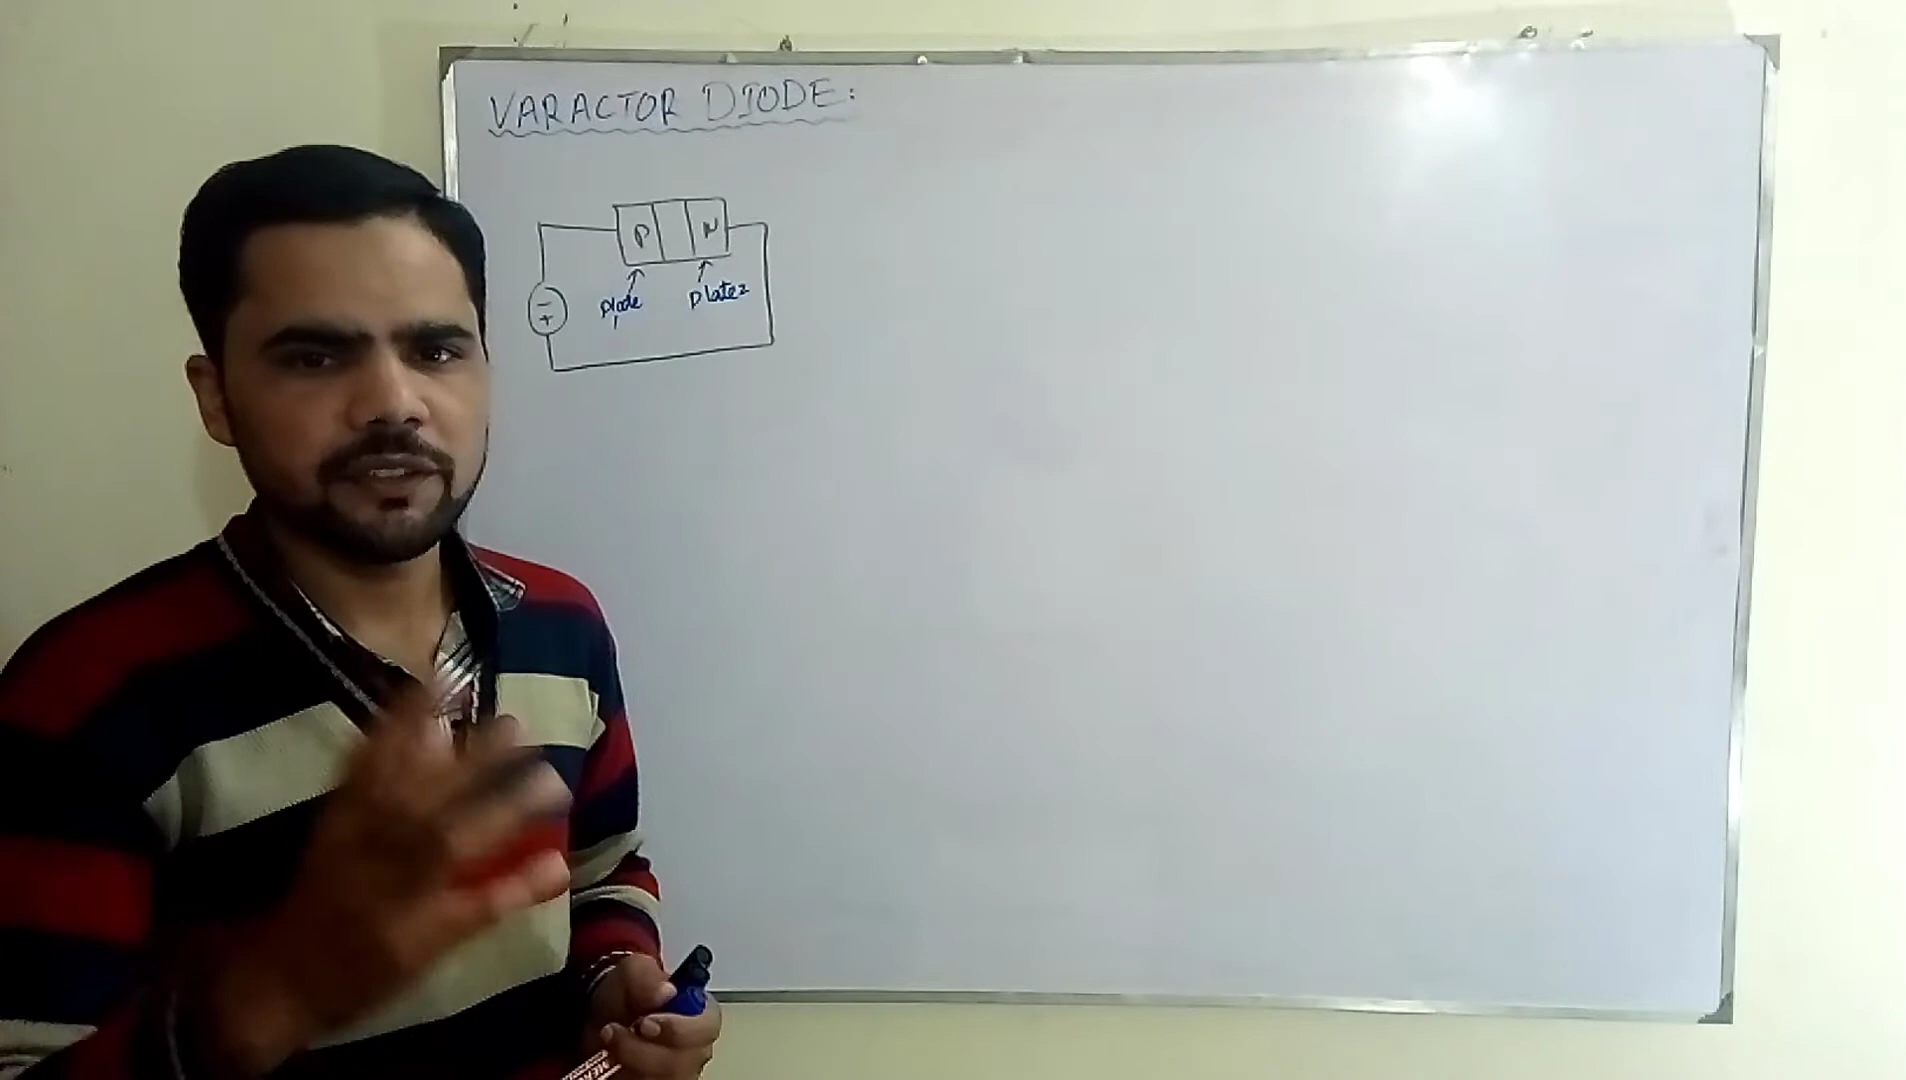 VARACTOR DIODE:
P N
Plate Plate2
-
+